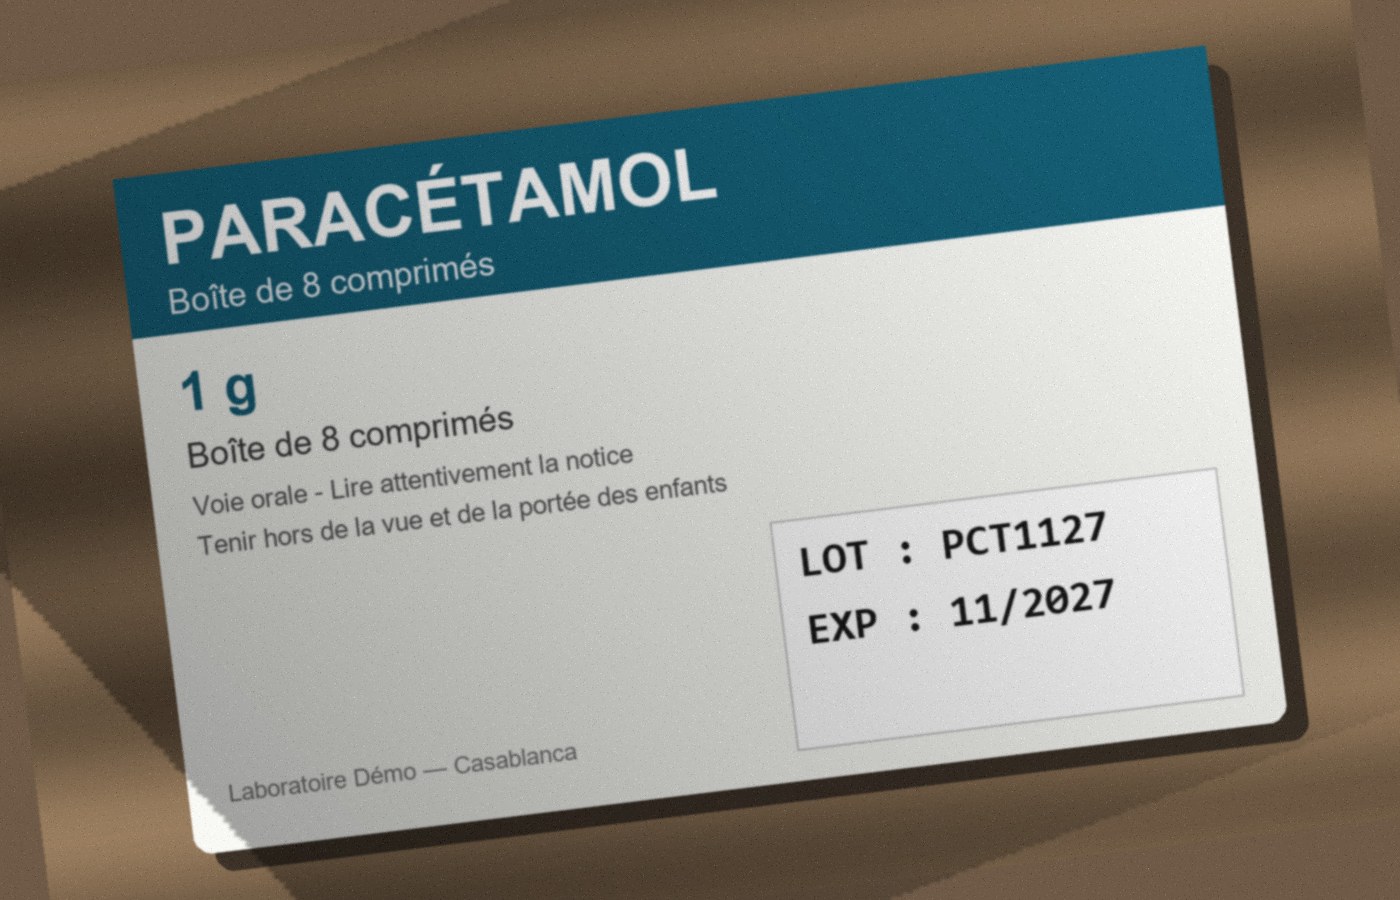 PARACÉTAMOL
Boîte de 8 comprimés
1 g
Boîte de 8 comprimés
Voie orale - Lire attentivement la notice
Tenir hors de la vue et de la portée des enfants
LOT : PCT1127
EXP : 11/2027
Laboratoire Démo — Casablanca